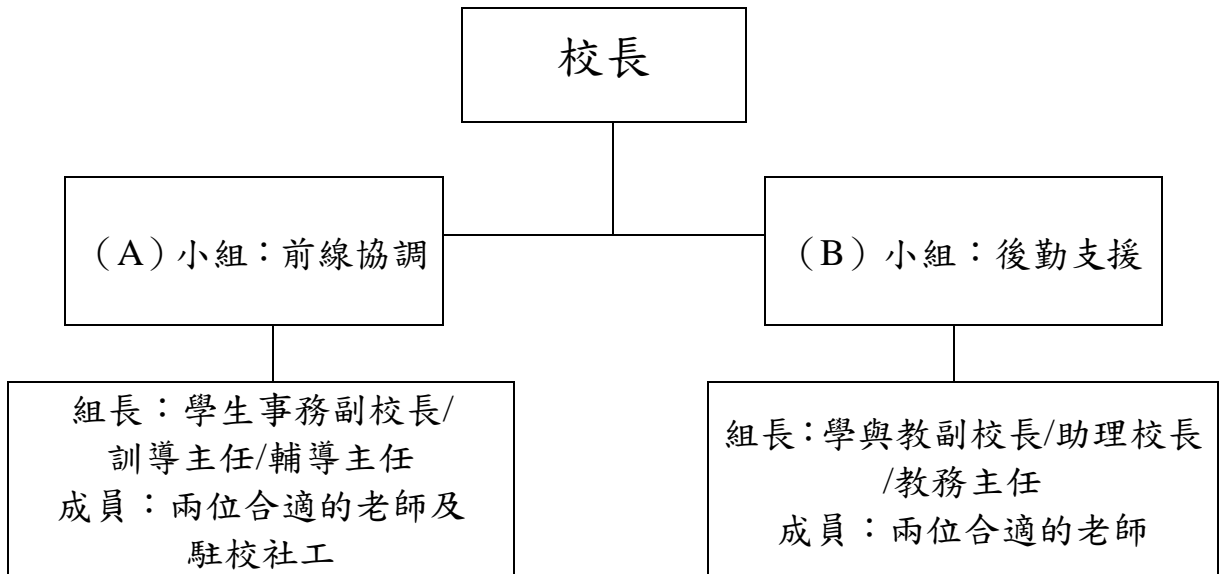 校長
（A）小組：前線協調
（B）小組：後勤支援
組長：學生事務副校長/
訓導主任/輔導主任
成員：兩位合適的老師及
駐校社工
組長：學與教副校長/助理校長
/教務主任
成員：兩位合適的老師